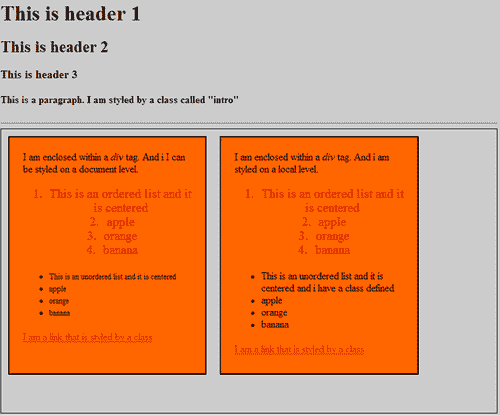 This is header 1
This is header 2
This is header 3
This is a paragraph. I am styled by a class called "intro"
I am enclosed within a div tag. And i I can
be styled on a document level.
1. This is an ordered list and it
is centered
2. apple
3. orange
4. banana
This is an unordered list and it is centered
apple
orange
banana
I am a link that is styled by a class
I am enclosed within a div tag. And i am
styled on a local level.
1. This is an ordered list and it
is centered
2. apple
3. orange
4. banana
This is an unordered list and it is
centered and i have a class defined
apple
orange
banana
I am a link that is styled by a class